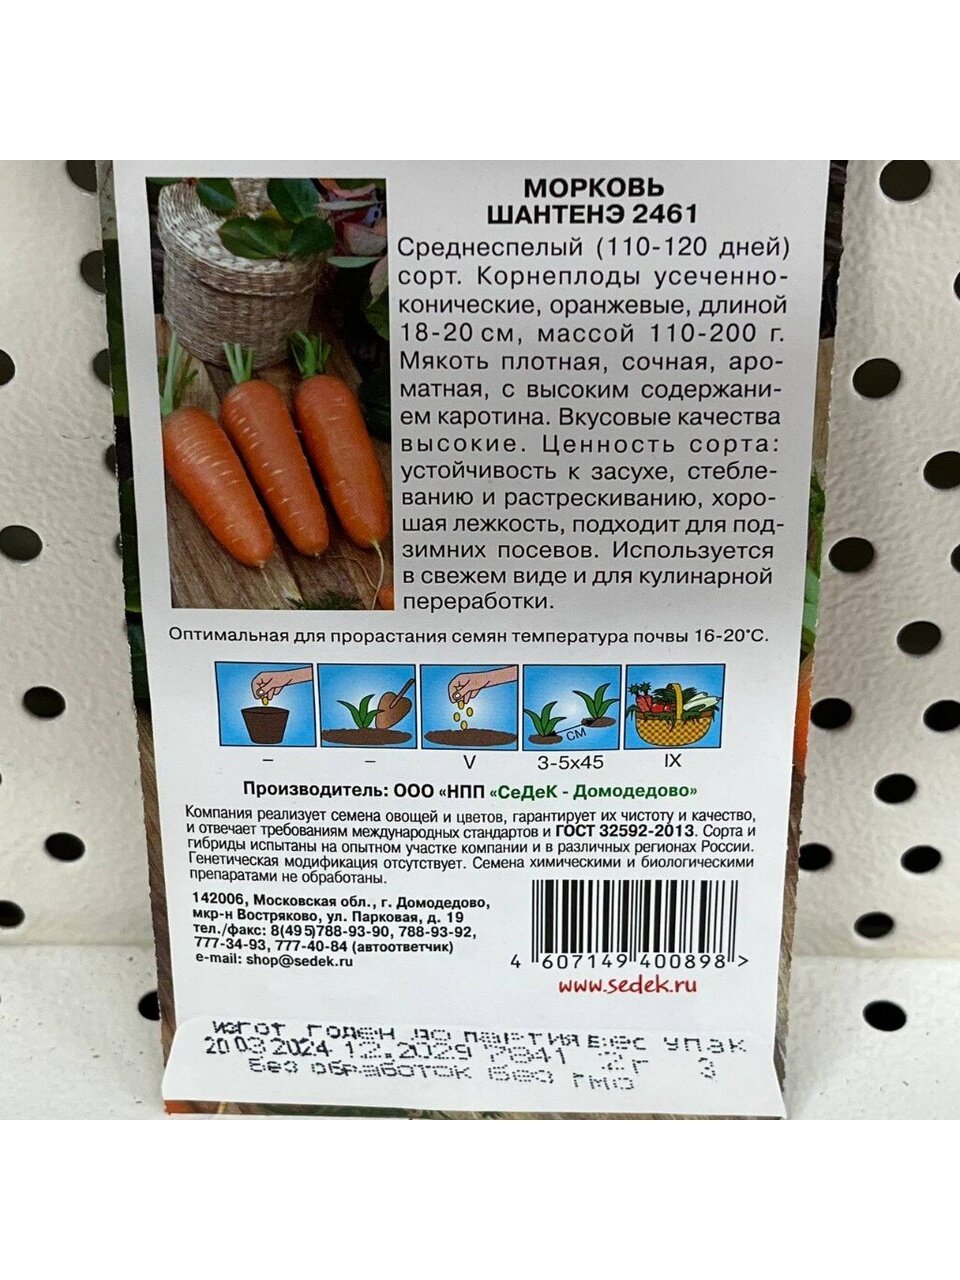 МОРКОВЬ
ШАНТЕНЭ 2461
Среднеспелый (110-120 дней)
сорт. Корнеплоды усеченно-
конические, оранжевые, длиной
18-20 см, массой 110-200 г.
Мякоть плотная, сочная, аро-
матная, с высоким содержани-
ем каротина. Вкусовые качества
высокие. Ценность сорта:
устойчивость к засухе, стебле-
ванию и растрескиванию, хоро-
шая лежкость, подходит для под-
зимних посевов. Используется
в свежем виде и для кулинарной
переработки.
Оптимальная для прорастания семян температура почвы 16-20°С.
СМ
– – V 3-5х45 IX
Производитель: ООО «НПП «СеДеК - Домодедово»
Компания реализует семена овощей и цветов, гарантирует их чистоту и качество,
и отвечает требованиям международных стандартов и ГОСТ 32592-2013. Сорта и
гибриды испытаны на опытном участке компании и в различных регионах России.
Генетическая модификация отсутствует. Семена химическими и биологическими
препаратами не обработаны.
142006, Московская обл., г. Домодедово,
мкр-н Востряково, ул. Парковая, д. 19
тел./факс: 8(495)788-93-90, 788-93-92,
777-34-93, 777-40-84 (автоответчик)
e-mail: shop@sedek.ru
4 607149 400898 >
www.sedek.ru
изгот годен до партия вес упак
20 03 2024 12.2029 7841 2 г 3
без обработок без гмо